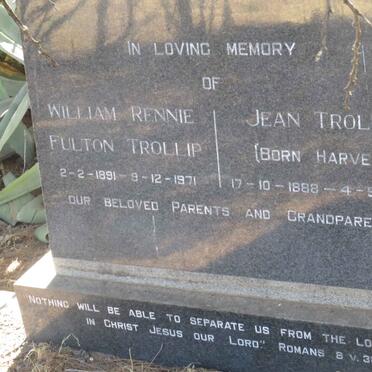 IN LOVING MEMORY
OF
WILLIAM RENNIE
FULTON TROLLIP
2-2-1891 - 9-12-1971
JEAN TROL
(BORN HARVE
17-10-1888 - 4-
OUR BELOVED PARENTS AND GRANDPARE
NOTHING WILL BE ABLE TO SEPARATE US FROM THE LO
IN CHRIST JESUS OUR LORD" ROMANS 8 V. 3